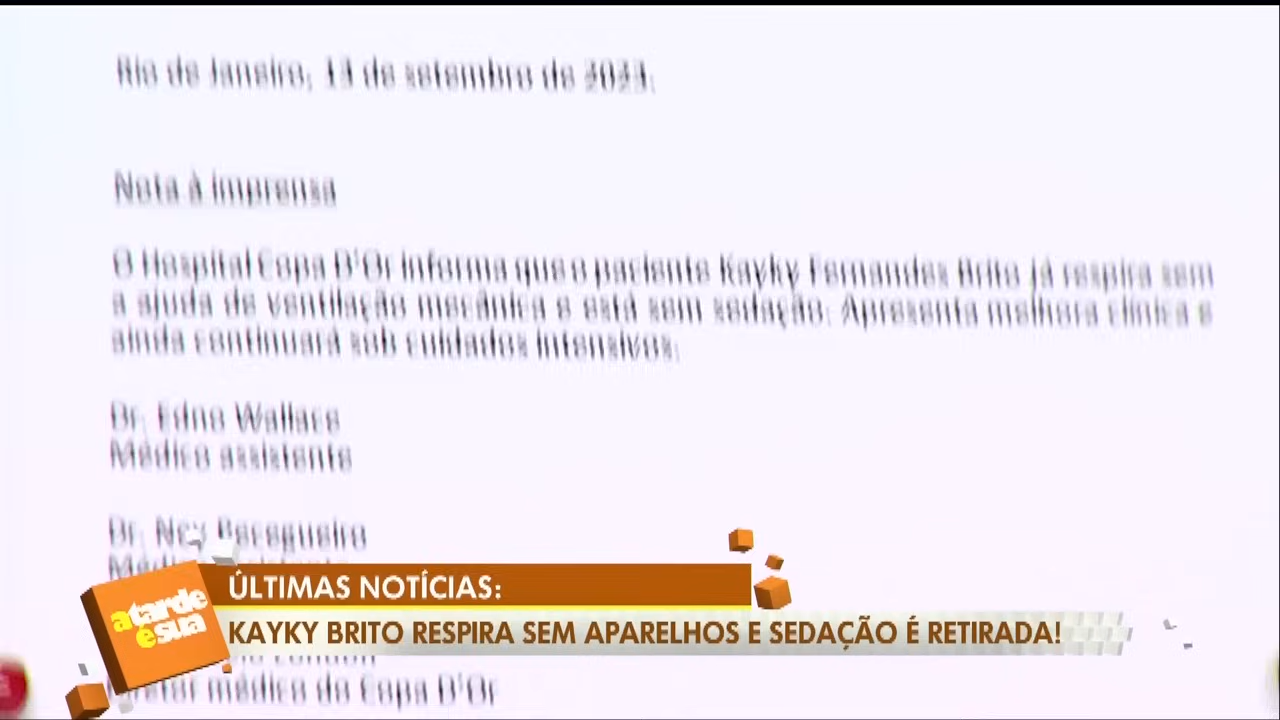 Rio de Janeiro, 13 de setembro de 2023.
Nota à imprensa
O Hospital Copa D'Or informa que o paciente Kayky Fernandes Brito já respira sem
a ajuda de ventilação mecânica e está sem sedação. Apresenta melhora clínica e
ainda continuará sob cuidados intensivos.
Dr. Edno Wallace
Médico assistente
Dr. Ney
ÚLTIMAS NOTÍCIAS:
a tarde
é sua
KAYKY BRITO RESPIRA SEM APARELHOS E SEDAÇÃO É RETIRADA!
médico do Copa D'Or